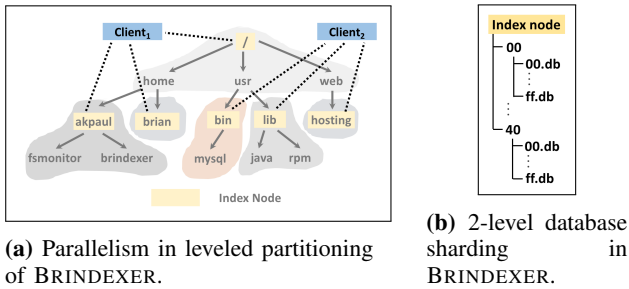 Client1
Client2
/
home
usr
web
akpaul
brian
bin
lib
hosting
fsmonitor
brindexer
mysql
java
rpm
Index Node
(a) Parallelism in leveled partitioning
of BRINDEXER.
Index node
00
00.db
ff.db
40
00.db
ff.db
(b) 2-level database
sharding in
BRINDEXER.